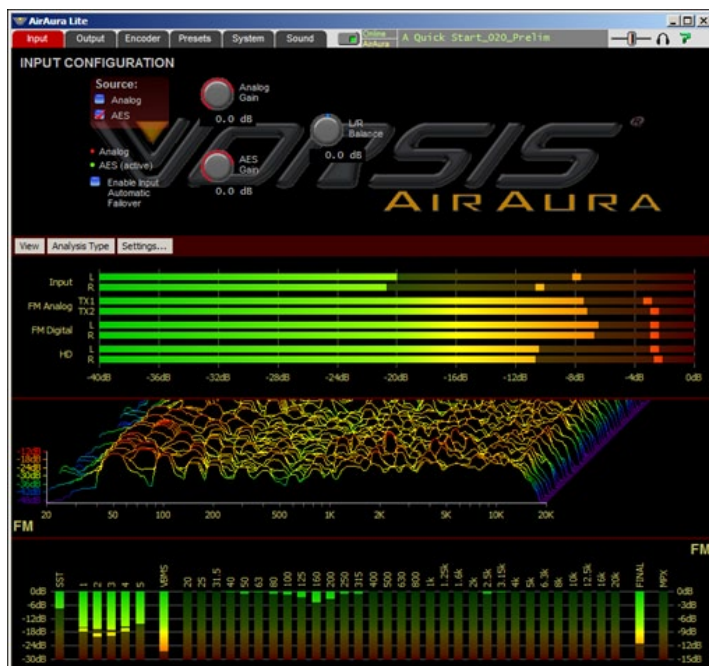 AirAura Lite
Input Output Encoder Presets System Sound Online AirAura A Quick Start_020_Prelim
INPUT CONFIGURATION
Source:
Analog
AES
Analog Gain
0.0 dB
L/R Balance
0.0 dB
Analog
AES (active)
AES Gain
0.0 dB
Enable Input
Automatic
Failover
VORSIS ®
AIRAURA
View Analysis Type Settings...
Input L
R
FM Analog TX1
TX2
FM Digital L
R
HD L
R
-40dB -36dB -32dB -28dB -24dB -20dB -16dB -12dB -8dB -4dB 0dB
-12dB
-18dB
-24dB
-30dB
-36dB
20 50 100 200 500 1K 2K 5K 10K 20K
FM
FM
SST 1 2 3 4 5 VBMS 20 25 31.5 40 50 63 80 100 125 160 200 250 315 400 500 630 800 1k 1.25k 1.6k 2k 2.5k 3.15k 4k 5k 6.3k 8k 10k 12.5k 16k 20k FINAL MPX
0dB 0dB
-6dB -3dB
-12dB -6dB
-18dB -9dB
-24dB -12dB
-30dB -15dB